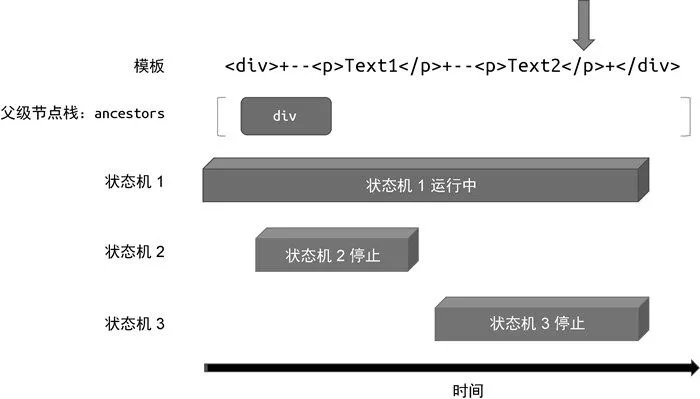 模板 <div>+--<p>Text1</p>+--<p>Text2</p>+</div>
父级节点栈：ancestors [ div ]
状态机 1 状态机 1 运行中
状态机 2 状态机 2 停止
状态机 3 状态机 3 停止
时间